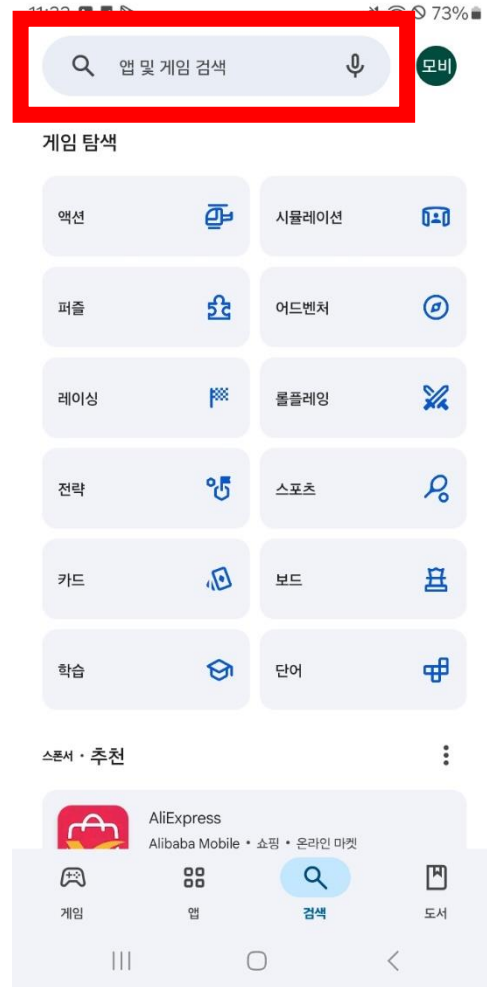 73%
앱 및 게임 검색
모비
게임 탐색
액션
시뮬레이션
퍼즐
어드벤처
레이싱
롤플레잉
전략
스포츠
카드
보드
학습
단어
스폰서 · 추천
AliExpress
Alibaba Mobile • 쇼핑 • 온라인 마켓
게임
앱
검색
도서